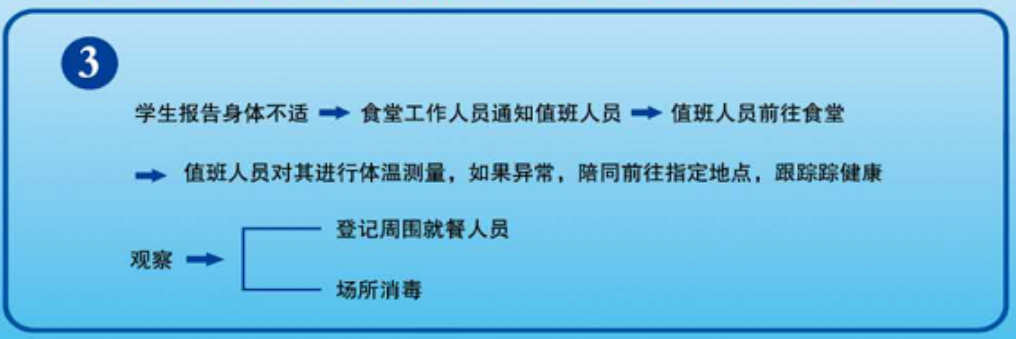 3
学生报告身体不适 → 食堂工作人员通知值班人员 → 值班人员前往食堂
→ 值班人员对其进行体温测量，如果异常，陪同前往指定地点，跟踪踪健康
观察 →
登记周围就餐人员
场所消毒